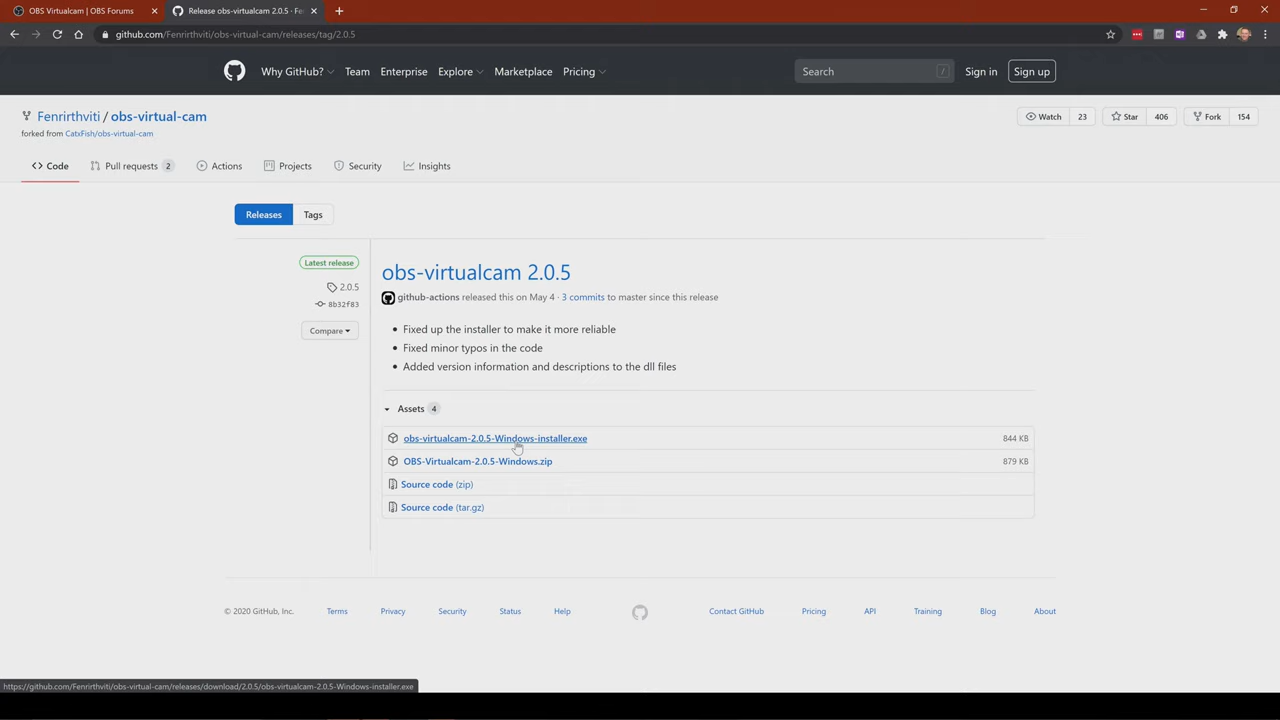 OBS Virtualcam | OBS Forums
Release obs-virtualcam 2.0.5 · Fe
github.com/Fenrirthviti/obs-virtual-cam/releases/tag/2.0.5
Why GitHub? Team Enterprise Explore Marketplace Pricing
Search /
Sign in
Sign up
Fenrirthviti / obs-virtual-cam
forked from CatxFish/obs-virtual-cam
Watch 23
Star 406
Fork 154
<> Code
Pull requests 2
Actions
Projects
Security
Insights
Releases
Tags
Latest release
2.0.5
8b32f83
Compare
obs-virtualcam 2.0.5
github-actions released this on May 4 · 3 commits to master since this release
• Fixed up the installer to make it more reliable
• Fixed minor typos in the code
• Added version information and descriptions to the dll files
Assets 4
obs-virtualcam-2.0.5-Windows-installer.exe 844 KB
OBS-Virtualcam-2.0.5-Windows.zip 879 KB
Source code (zip)
Source code (tar.gz)
© 2020 GitHub, Inc. Terms Privacy Security Status Help Contact GitHub Pricing API Training Blog About
https://github.com/Fenrirthviti/obs-virtual-cam/releases/download/2.0.5/obs-virtualcam-2.0.5-Windows-installer.exe